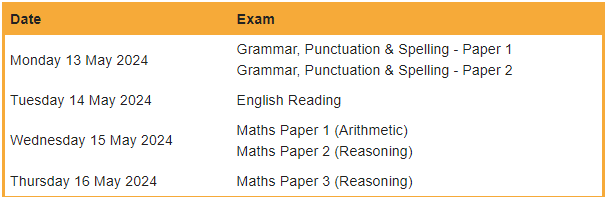 Date Exam
Monday 13 May 2024 Grammar, Punctuation & Spelling - Paper 1
Grammar, Punctuation & Spelling - Paper 2
Tuesday 14 May 2024 English Reading
Wednesday 15 May 2024 Maths Paper 1 (Arithmetic)
Maths Paper 2 (Reasoning)
Thursday 16 May 2024 Maths Paper 3 (Reasoning)